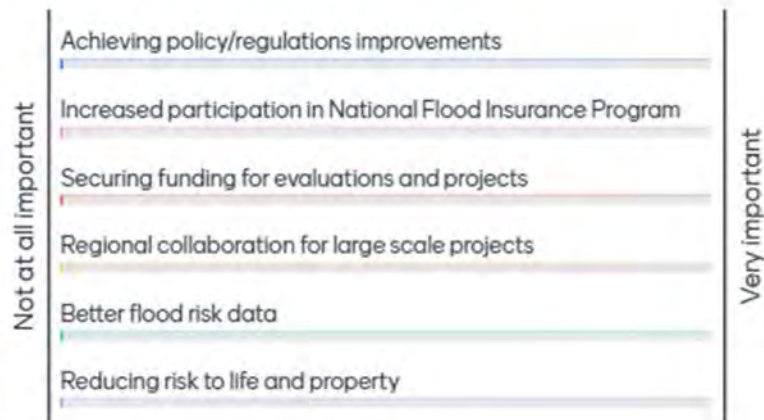 Achieving policy/regulations improvements
Increased participation in National Flood Insurance Program
Securing funding for evaluations and projects
Regional collaboration for large scale projects
Better flood risk data
Reducing risk to life and property
Not at all important
Very important